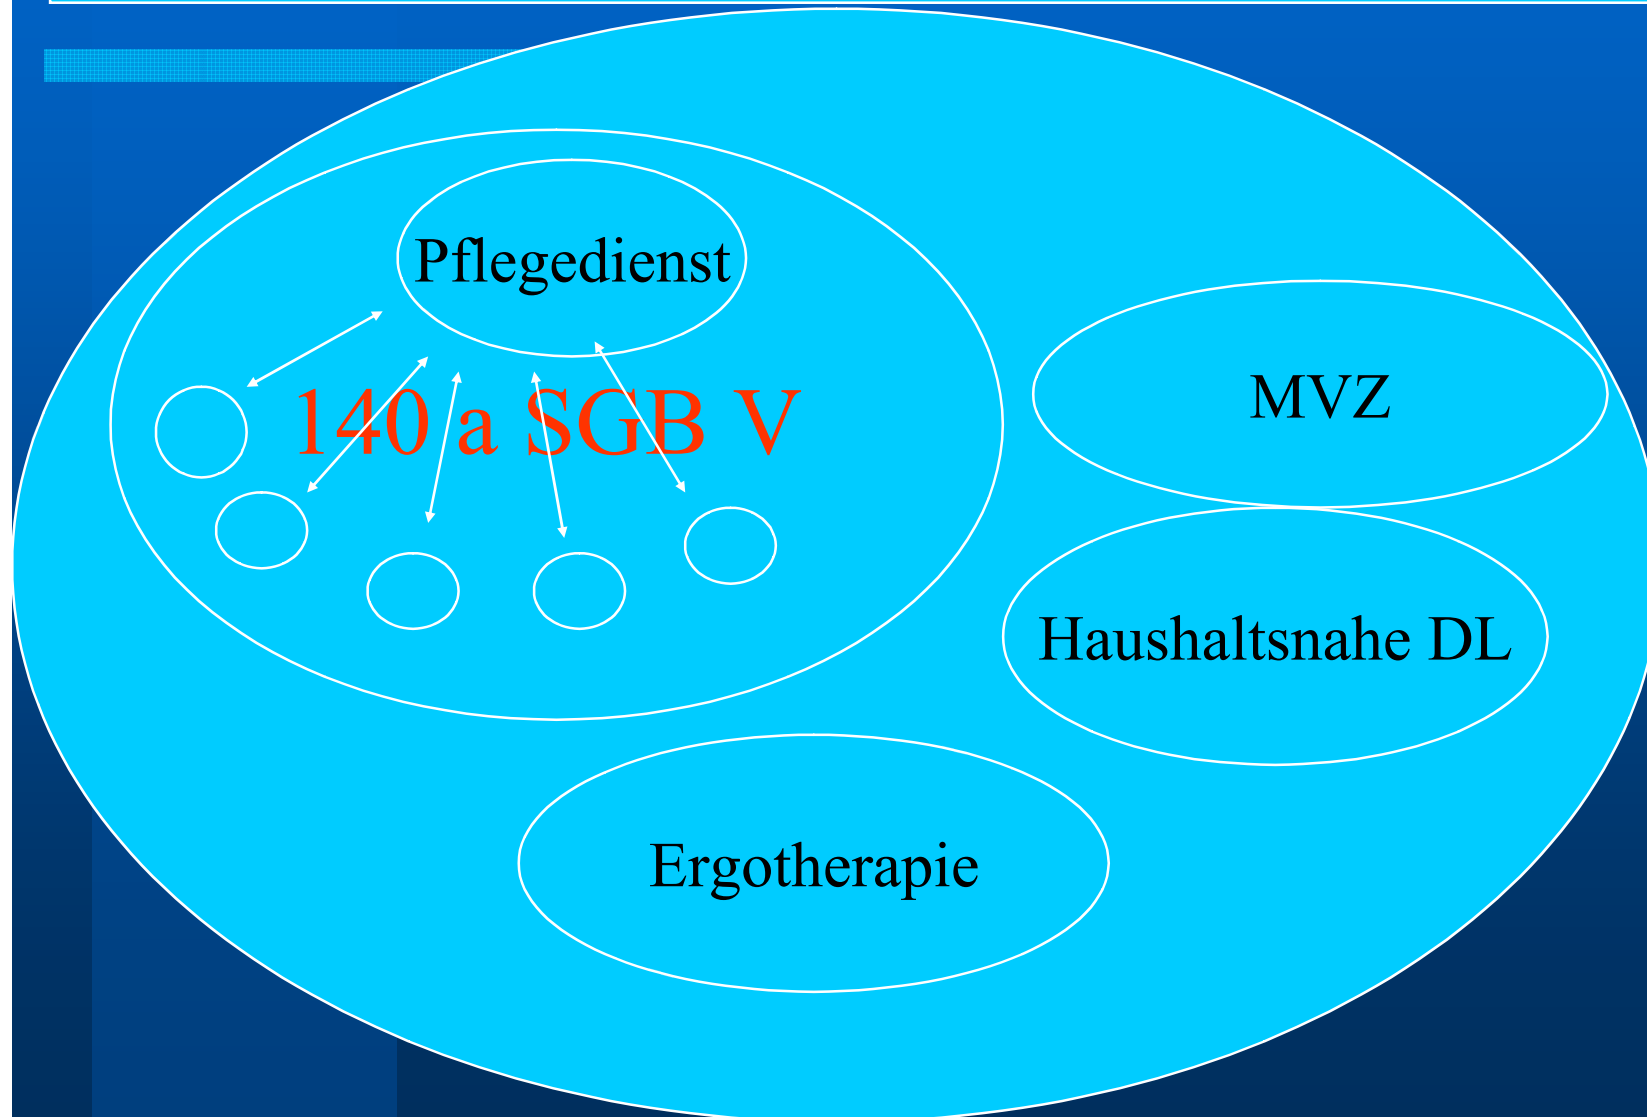 Pflegedienst
140 a SGB V
MVZ
Haushaltsnahe DL
Ergotherapie